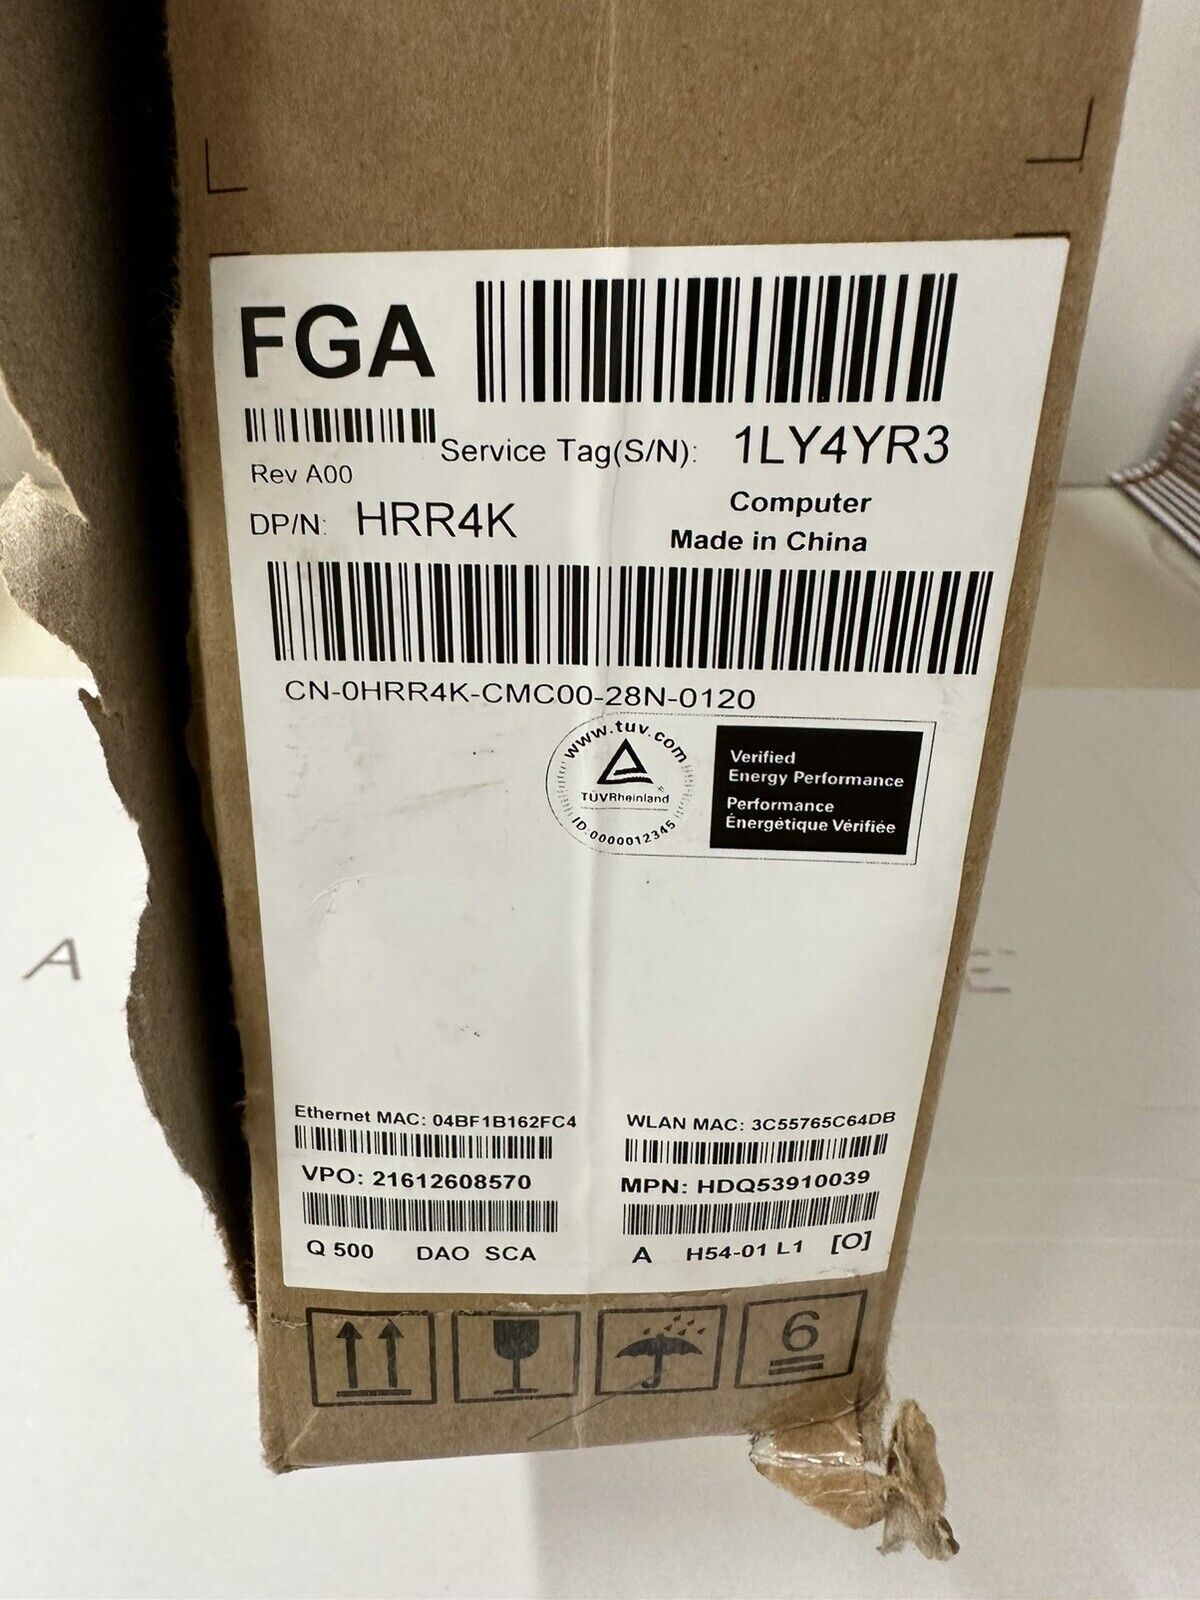 FGA
Service Tag(S/N): 1LY4YR3
Rev A00
DP/N: HRR4K
Computer
Made in China
CN-0HRR4K-CMC00-28N-0120
www.tuv.com
TÜVRheinland
ID:0000012345
Verified
Energy Performance
Performance
Énergétique Vérifiée
A
E
Ethernet MAC: 04BF1B162FC4
WLAN MAC: 3C55765C64DB
VPO: 21612608570
MPN: HDQ53910039
Q 500 DAO SCA
A H54-01 L1 [O]
6